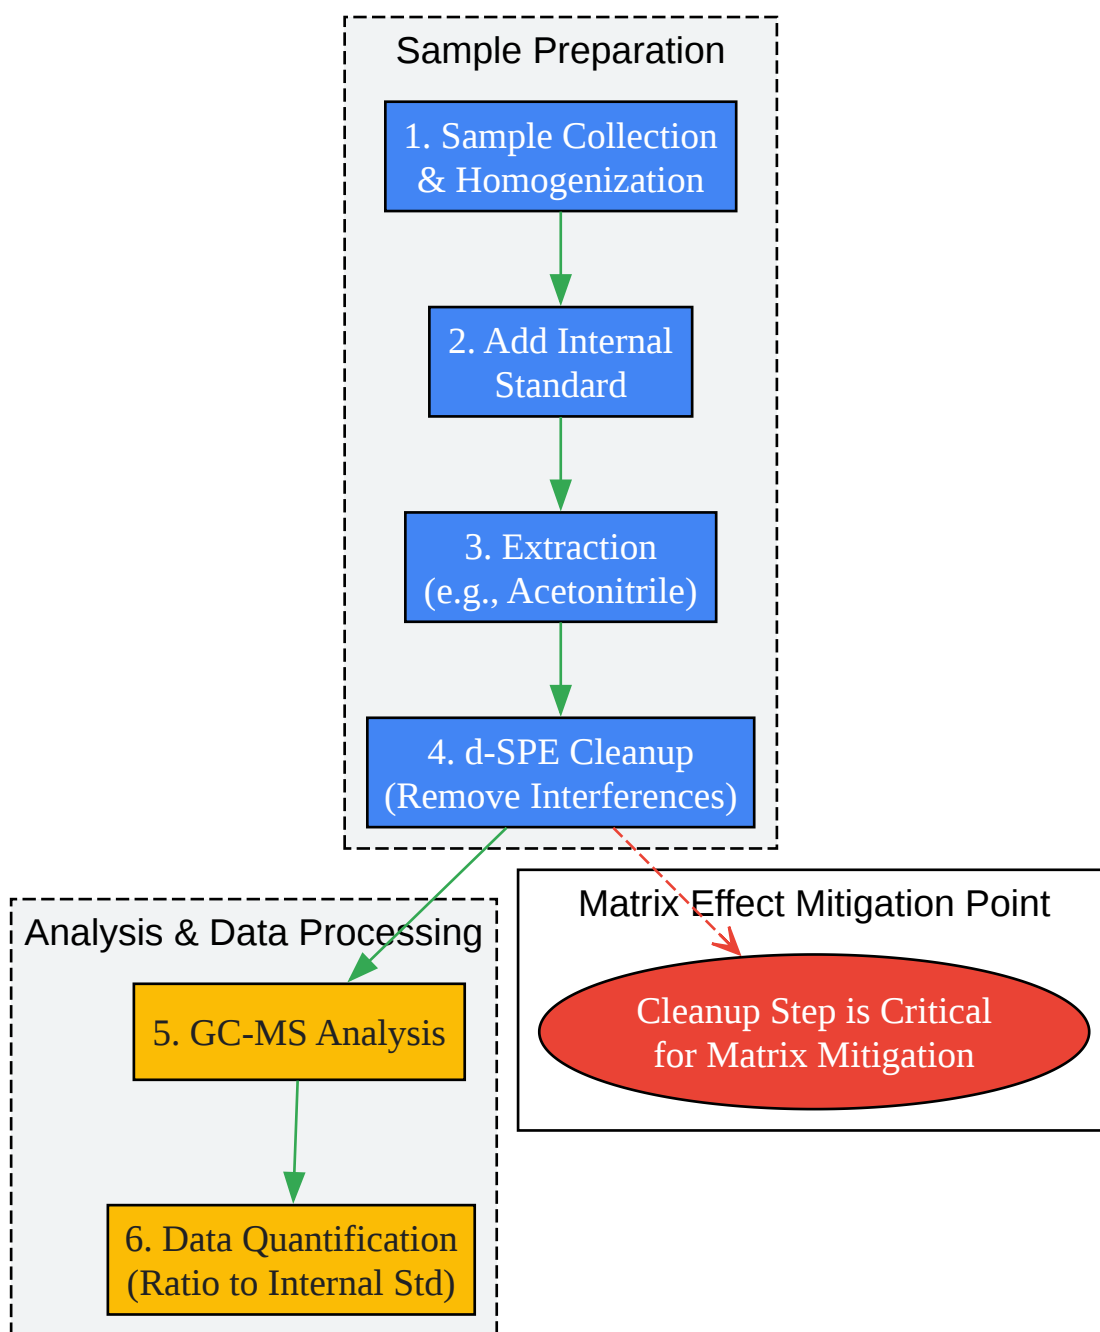 Sample Preparation
1. Sample Collection
& Homogenization
2. Add Internal
Standard
3. Extraction
(e.g., Acetonitrile)
4. d-SPE Cleanup
(Remove Interferences)
Analysis & Data Processing
5. GC-MS Analysis
6. Data Quantification
(Ratio to Internal Std)
Matrix Effect Mitigation Point
Cleanup Step is Critical
for Matrix Mitigation